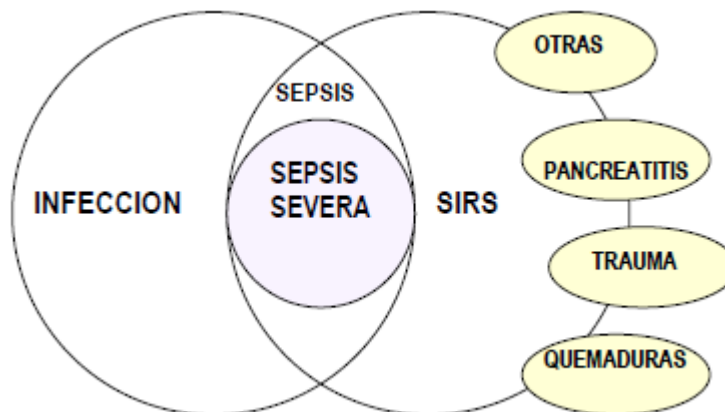 OTRAS
SEPSIS
PANCREATITIS
SEPSIS
SEVERA
INFECCION
SIRS
TRAUMA
QUEMADURAS